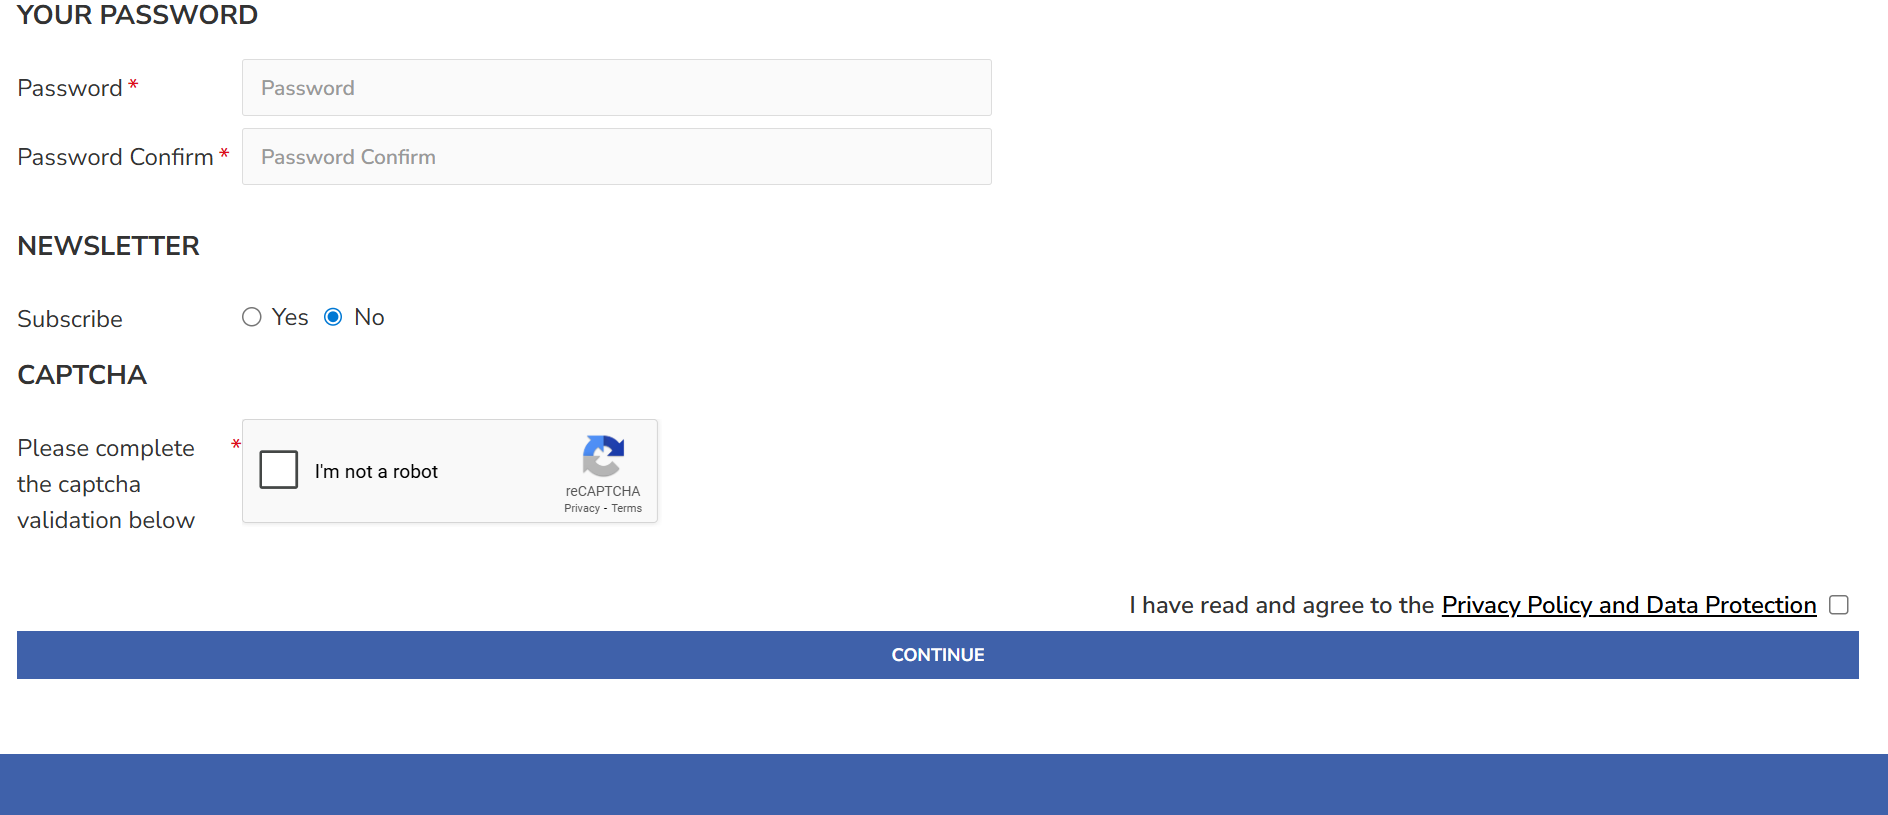 YOUR PASSWORD
Password *
Password
Password Confirm *
Password Confirm
NEWSLETTER
Subscribe
Yes No
CAPTCHA
Please complete *
the captcha
validation below
I'm not a robot
reCAPTCHA
Privacy - Terms
I have read and agree to the Privacy Policy and Data Protection
CONTINUE